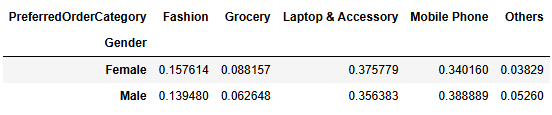 PreferredOrderCategory Fashion Grocery Laptop & Accessory Mobile Phone Others
Gender
Female 0.157614 0.088157 0.375779 0.340160 0.03829
Male 0.139480 0.062648 0.356383 0.388889 0.05260